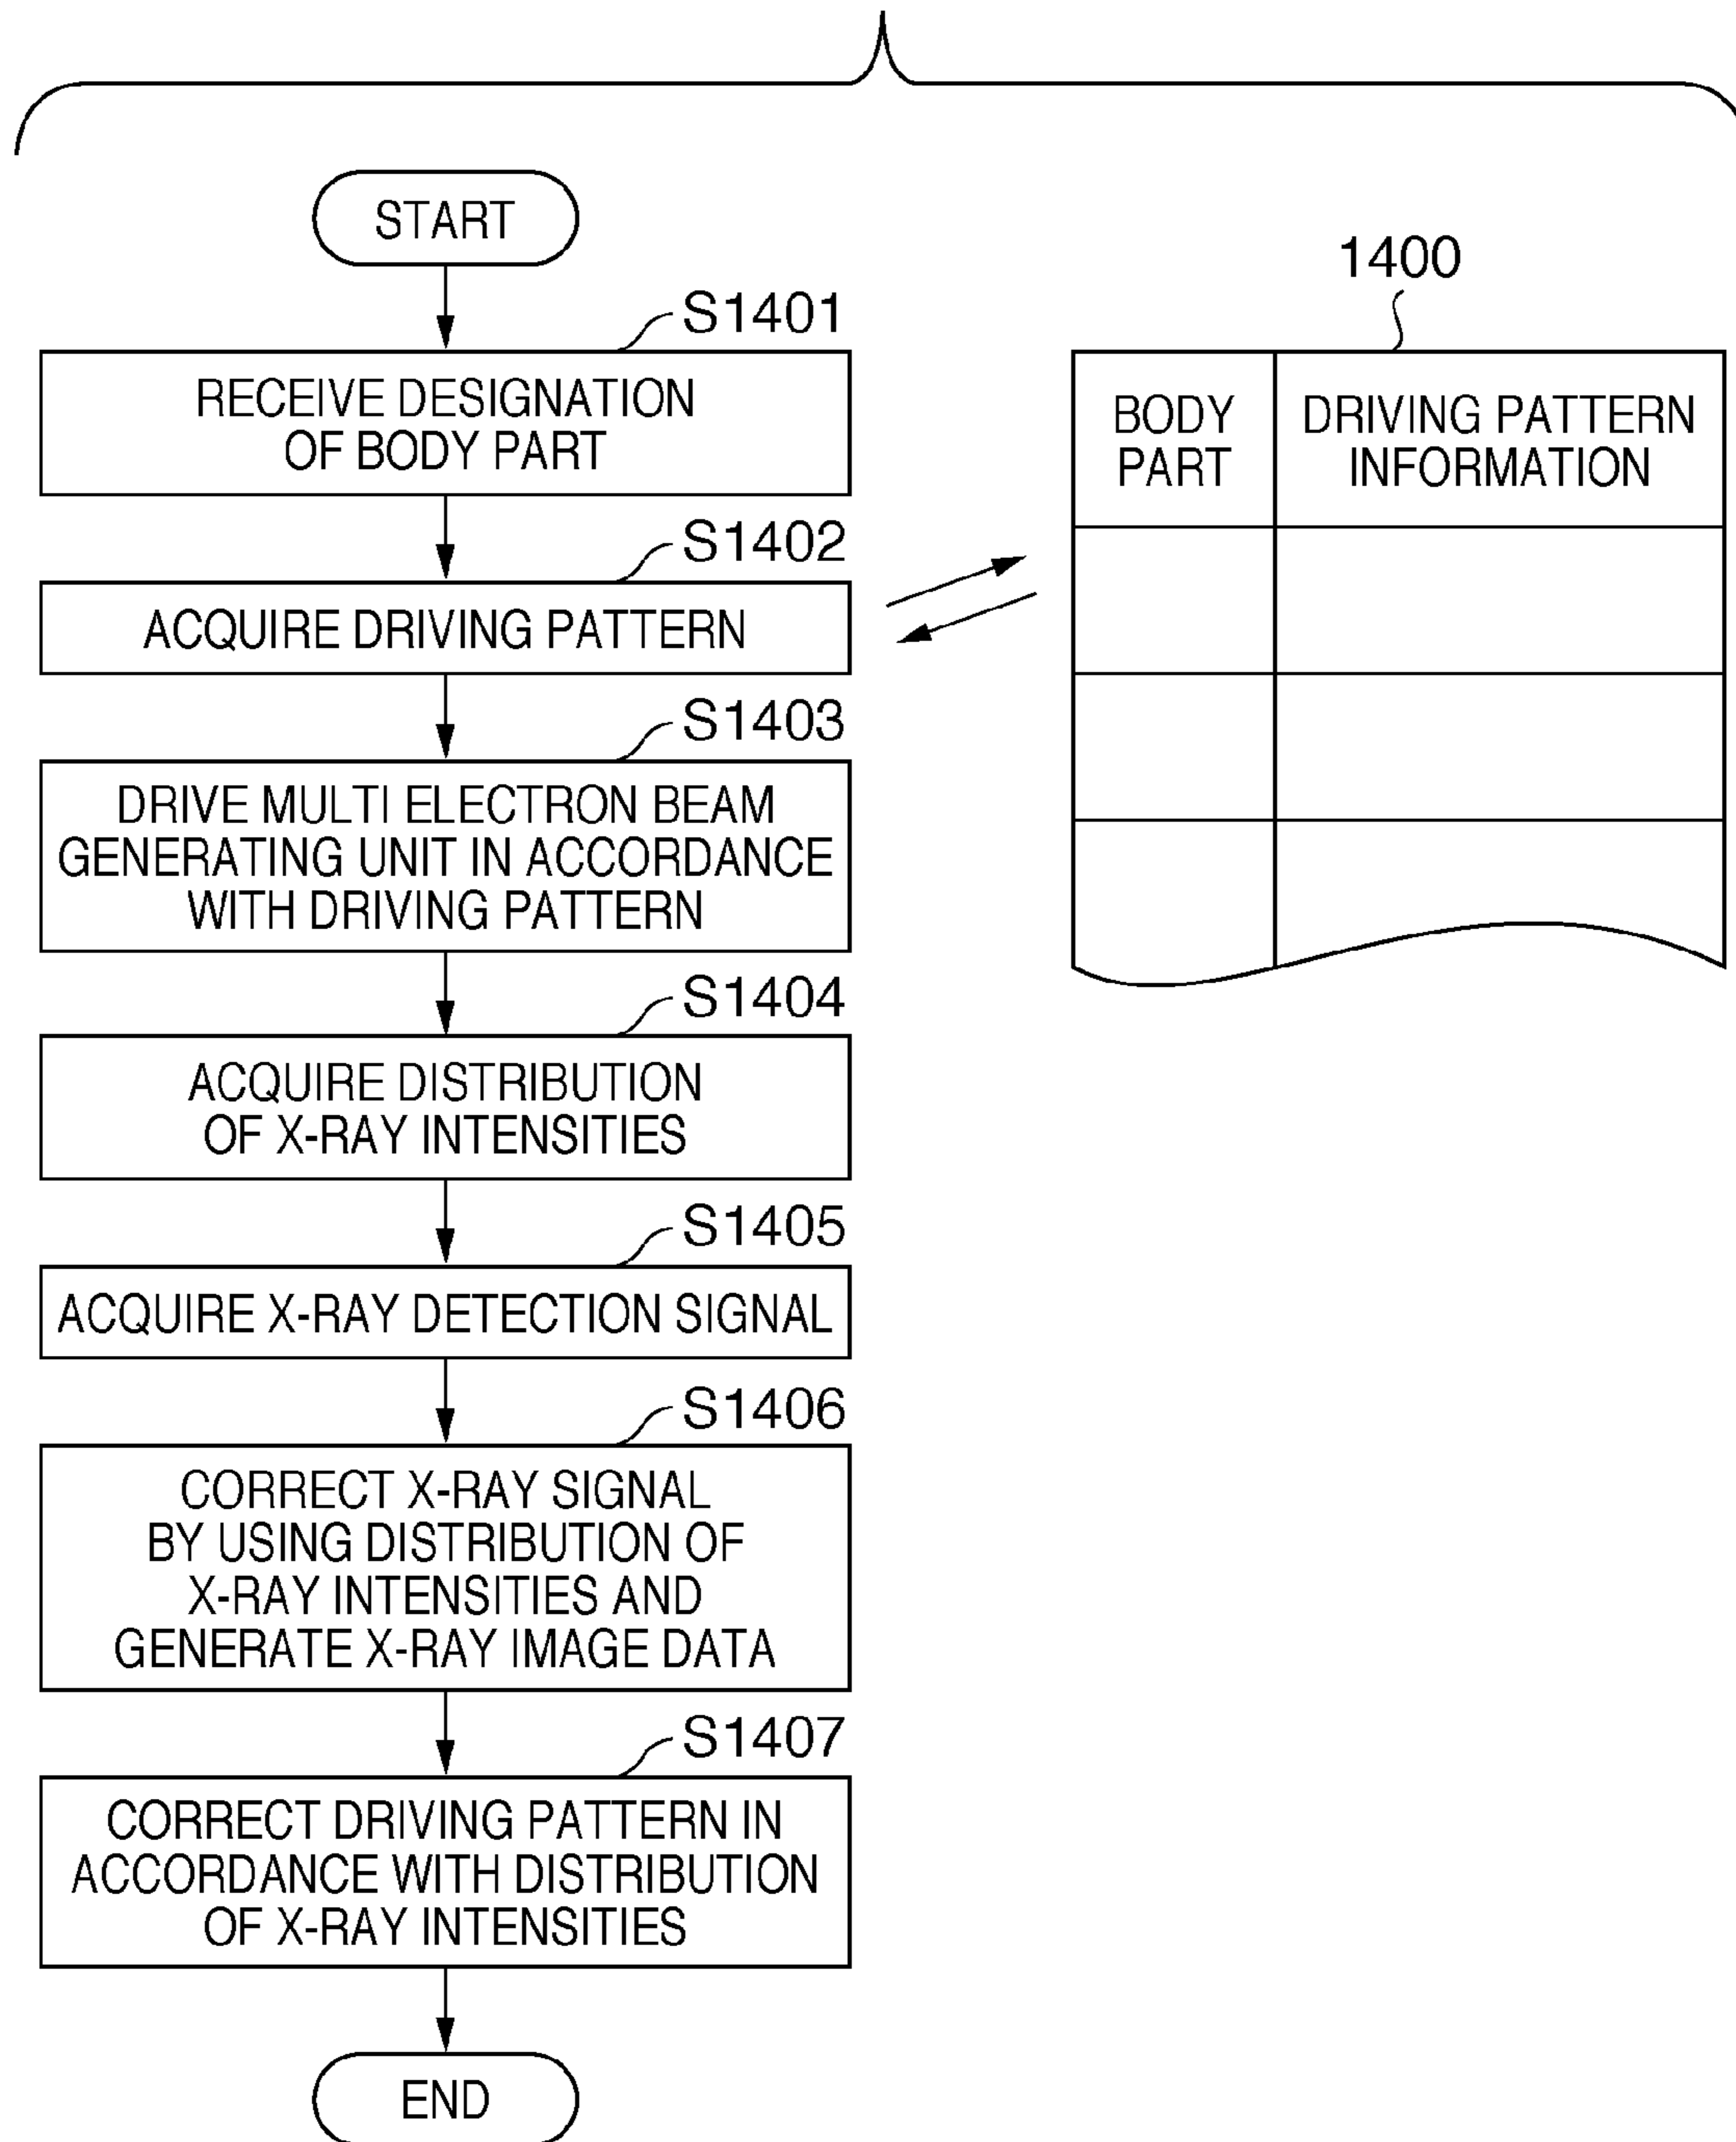 START
S1401
RECEIVE DESIGNATION
OF BODY PART
S1402
ACQUIRE DRIVING PATTERN
S1403
DRIVE MULTI ELECTRON BEAM
GENERATING UNIT IN ACCORDANCE
WITH DRIVING PATTERN
S1404
ACQUIRE DISTRIBUTION
OF X-RAY INTENSITIES
S1405
ACQUIRE X-RAY DETECTION SIGNAL
S1406
CORRECT X-RAY SIGNAL
BY USING DISTRIBUTION OF
X-RAY INTENSITIES AND
GENERATE X-RAY IMAGE DATA
S1407
CORRECT DRIVING PATTERN IN
ACCORDANCE WITH DISTRIBUTION
OF X-RAY INTENSITIES
END
1400
BODY
PART
DRIVING PATTERN
INFORMATION